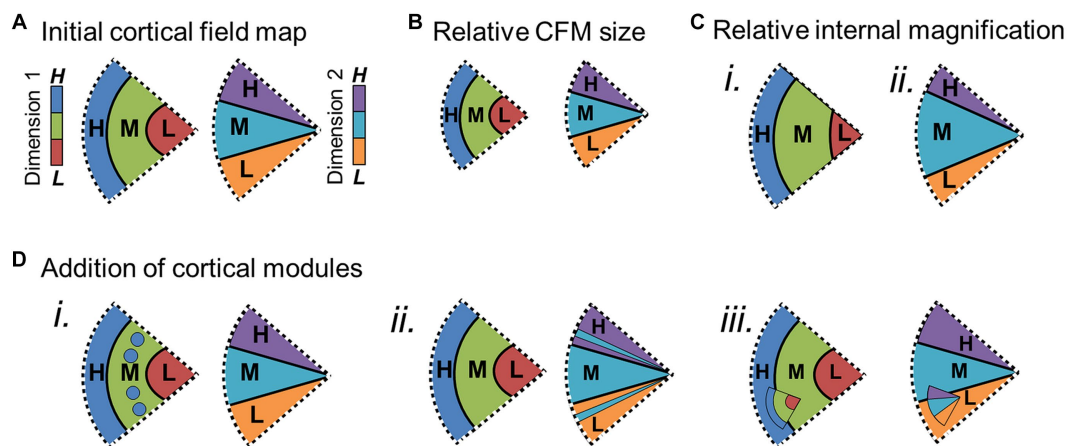 A Initial cortical field map
B Relative CFM size
C Relative internal magnification
Dimension 1
H
L
H M L
H
M
L
Dimension 2
H
L
H M L
H
M
L
i.
H M L
ii.
H
M
L
D Addition of cortical modules
i.
H M L
H
M
L
ii.
H M L
H
M
L
iii.
H M L
H
M
L